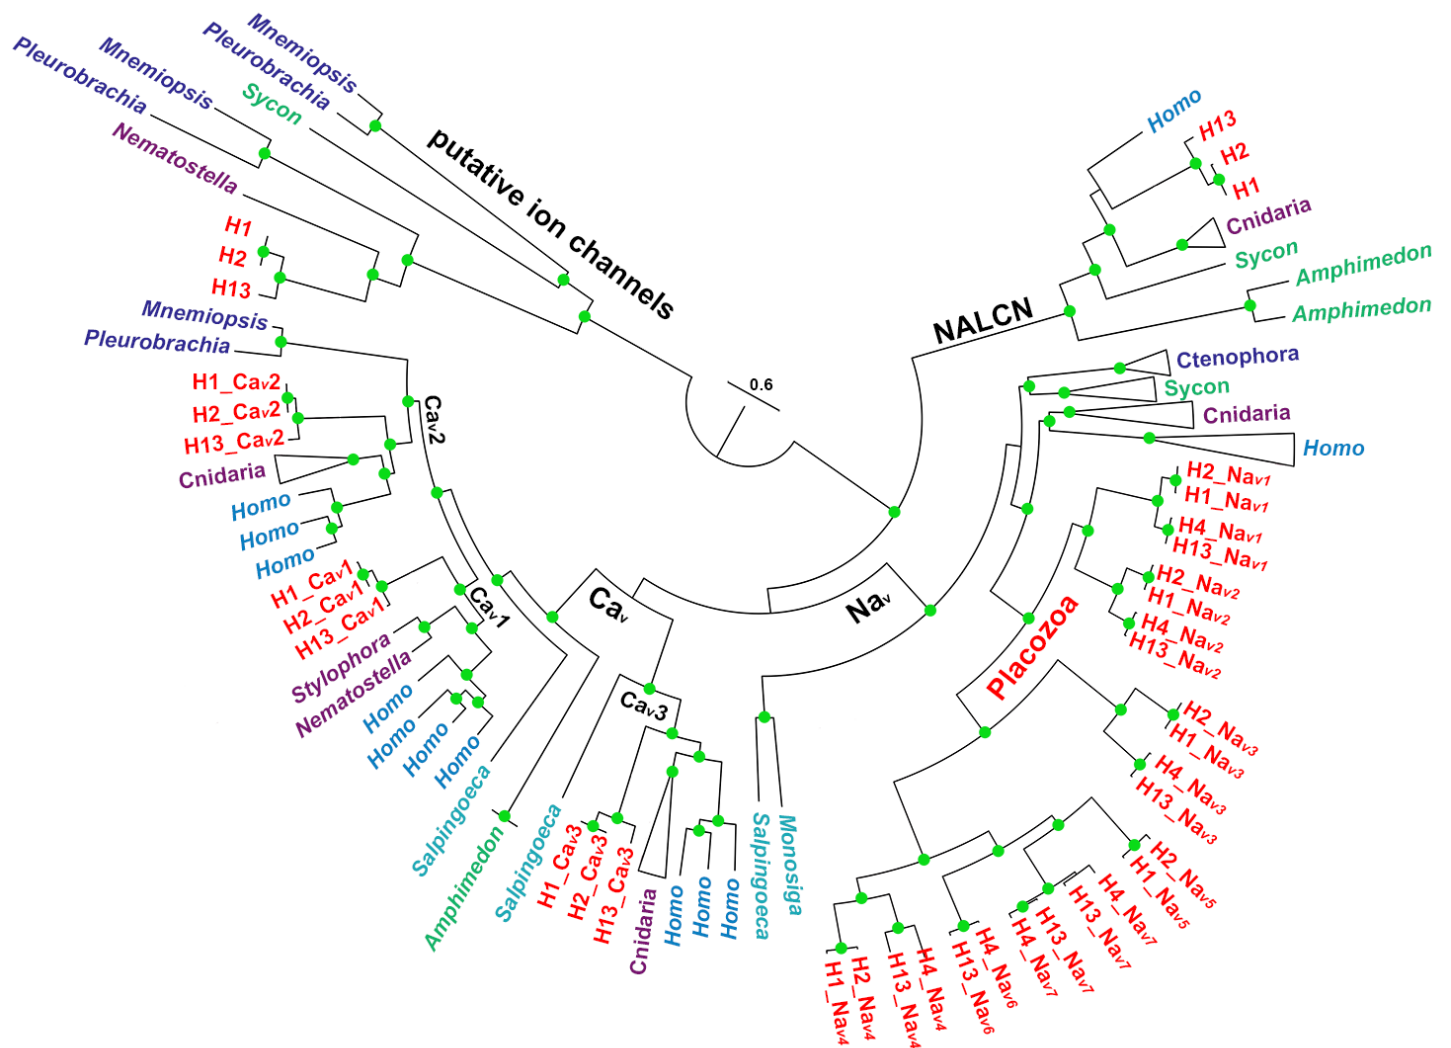 Mnemiopsis
Pleurobrachia
Sycon
Mnemiopsis
Pleurobrachia
Nematostella
putative ion channels
H1
H2
H13
Mnemiopsis
Pleurobrachia
H1_Cav2
H2_Cav2
H13_Cav2
Cnidaria
Homo
Homo
Homo
Cav2
H1_Cav1
H2_Cav1
H13_Cav1
Cav1
Stylophora
Nematostella
Homo
Homo
Homo
Homo
Salpingoeca
Amphimedon
Salpingoeca
Cav
Cav3
H1_Cav3
H2_Cav3
H13_Cav3
Cnidaria
Homo
Homo
Homo
Salpingoeca
Monosiga
0.6
NALCN
Homo
H13
H2
H1
Cnidaria
Sycon
Amphimedon
Amphimedon
Nav
Ctenophora
Sycon
Cnidaria
Homo
Placozoa
H2_Nav1
H1_Nav1
H4_Nav1
H13_Nav1
H2_Nav2
H1_Nav2
H4_Nav2
H13_Nav2
H2_Nav3
H1_Nav3
H4_Nav3
H13_Nav3
H2_Nav5
H1_Nav5
H4_Nav7
H13_Nav7
H13_Nav7
H4_Nav7
H4_Nav6
H13_Nav6
H4_Nav4
H13_Nav4
H2_Nav4
H1_Nav4